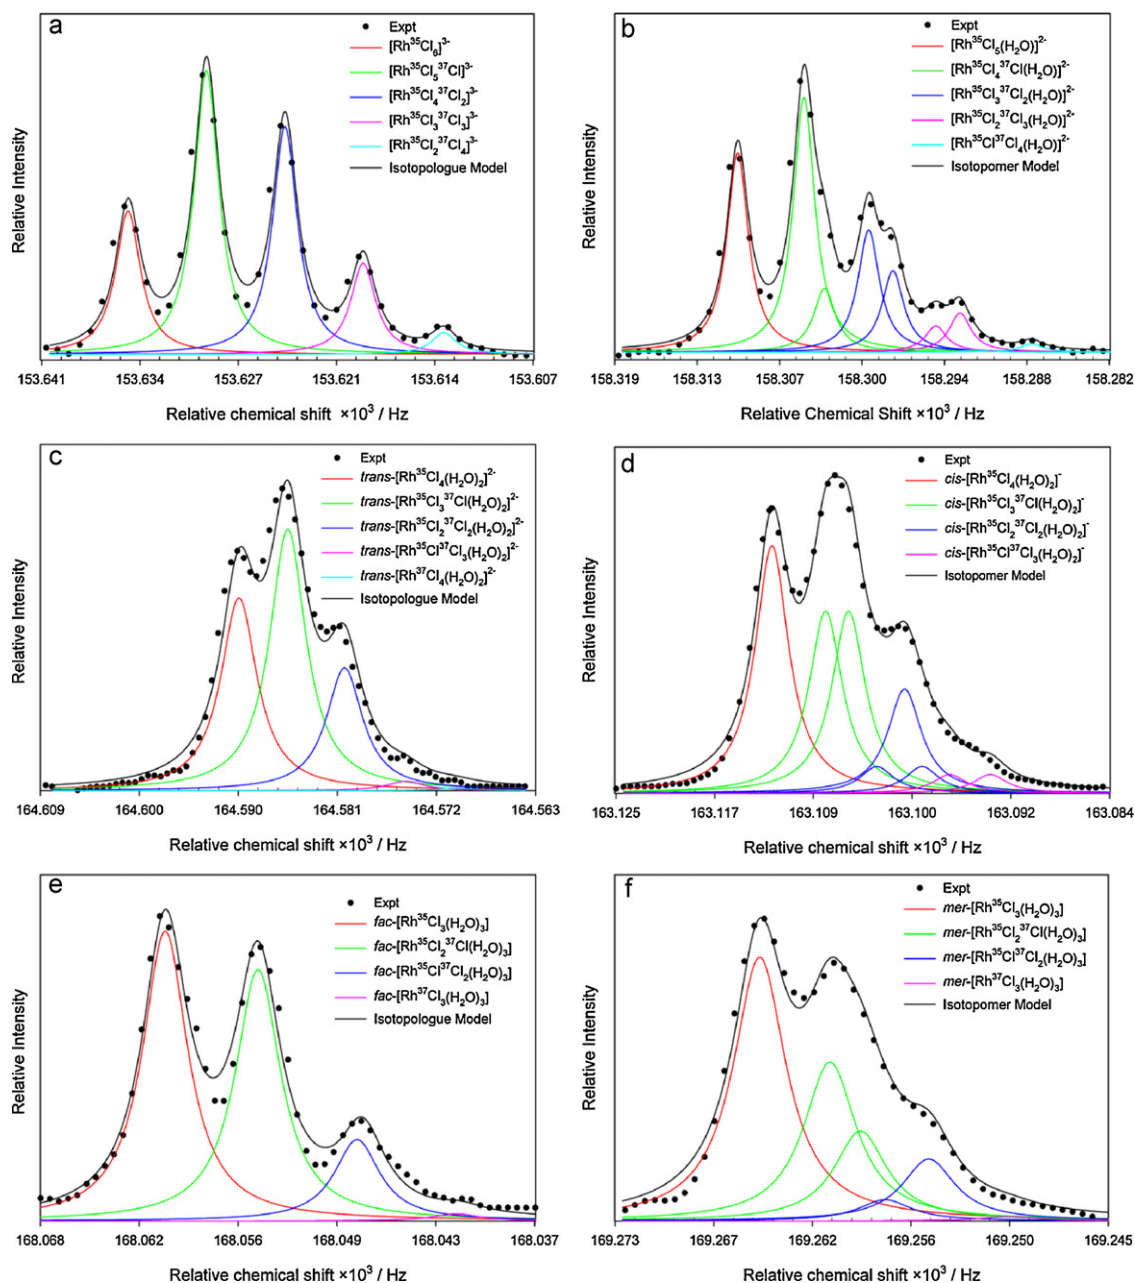 a
Expt
[Rh³⁵Cl₆]³⁻
[Rh³⁵Cl₅³⁷Cl]³⁻
[Rh³⁵Cl₄³⁷Cl₂]³⁻
[Rh³⁵Cl₃³⁷Cl₃]³⁻
[Rh³⁵Cl₂³⁷Cl₄]³⁻
Isotopologue Model
Relative Intensity
153.641 153.634 153.627 153.621 153.614 153.607
Relative chemical shift ×10³ / Hz
b
Expt
[Rh³⁵Cl₅(H₂O)]²⁻
[Rh³⁵Cl₄³⁷Cl(H₂O)]²⁻
[Rh³⁵Cl₃³⁷Cl₂(H₂O)]²⁻
[Rh³⁵Cl₂³⁷Cl₃(H₂O)]²⁻
[Rh³⁵Cl³⁷Cl₄(H₂O)]²⁻
Isotopomer Model
Relative Intensity
158.319 158.313 158.307 158.300 158.294 158.288 158.282
Relative Chemical Shift ×10³ / Hz
c
Expt
trans-[Rh³⁵Cl₄(H₂O)₂]²⁻
trans-[Rh³⁵Cl₃³⁷Cl(H₂O)₂]²⁻
trans-[Rh³⁵Cl₂³⁷Cl₂(H₂O)₂]²⁻
trans-[Rh³⁵Cl³⁷Cl₃(H₂O)₂]²⁻
trans-[Rh³⁷Cl₄(H₂O)₂]²⁻
Isotopologue Model
Relative Intensity
164.609 164.600 164.590 164.581 164.572 164.563
Relative chemical shift ×10³ / Hz
d
Expt
cis-[Rh³⁵Cl₄(H₂O)₂]⁻
cis-[Rh³⁵Cl₃³⁷Cl(H₂O)₂]⁻
cis-[Rh³⁵Cl₂³⁷Cl₂(H₂O)₂]⁻
cis-[Rh³⁵Cl³⁷Cl₃(H₂O)₂]⁻
Isotopomer Model
Relative Intensity
163.125 163.117 163.109 163.100 163.092 163.084
Relative chemical shift ×10³ / Hz
e
Expt
fac-[Rh³⁵Cl₃(H₂O)₃]
fac-[Rh³⁵Cl₂³⁷Cl(H₂O)₃]
fac-[Rh³⁵Cl³⁷Cl₂(H₂O)₃]
fac-[Rh³⁷Cl₃(H₂O)₃]
Isotopologue Model
Relative Intensity
168.068 168.062 168.056 168.049 168.043 168.037
Relative chemical shift ×10³ / Hz
f
Expt
mer-[Rh³⁵Cl₃(H₂O)₃]
mer-[Rh³⁵Cl₂³⁷Cl(H₂O)₃]
mer-[Rh³⁵Cl³⁷Cl₂(H₂O)₃]
mer-[Rh³⁷Cl₃(H₂O)₃]
Isotopomer Model
Relative Intensity
169.273 169.267 169.262 169.256 169.250 169.245
Relative chemical shift ×10³ / Hz